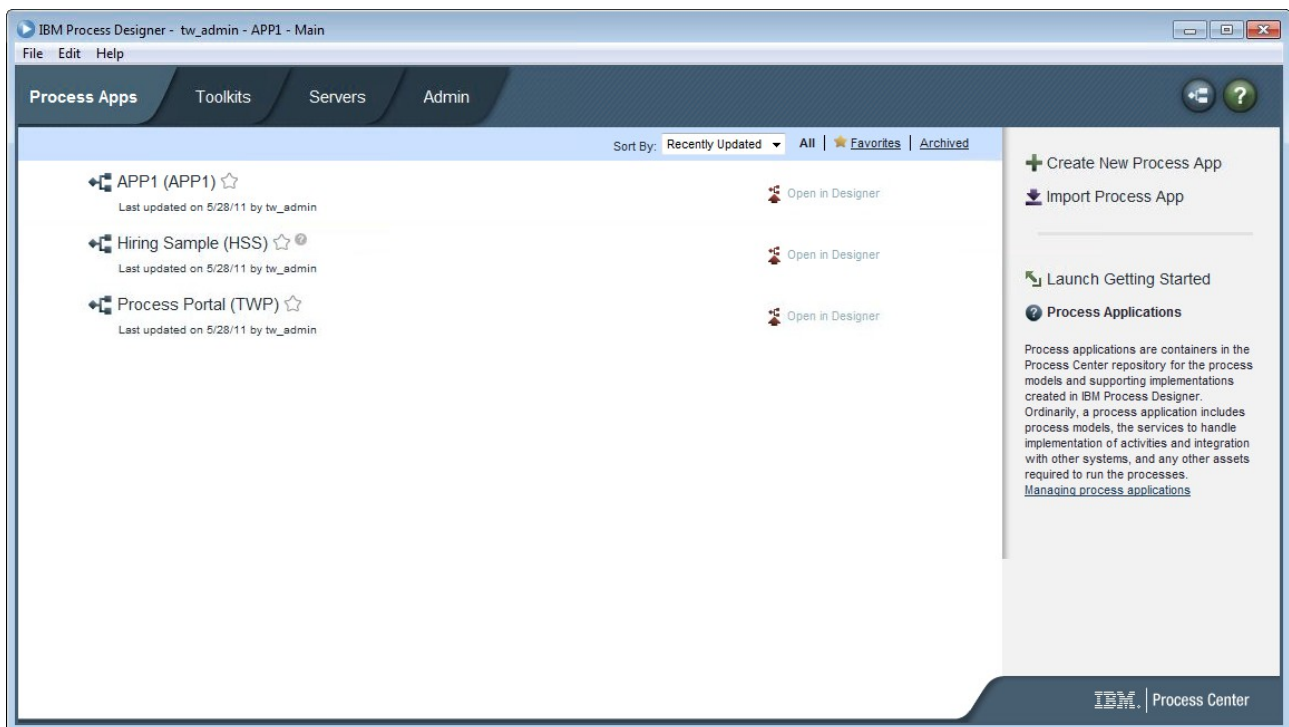 IBM Process Designer - tw_admin - APP1 - Main
File Edit Help
Process Apps Toolkits Servers Admin
?
Sort By: Recently Updated All | Favorites | Archived
APP1 (APP1)
Last updated on 5/28/11 by tw_admin
Open in Designer
Hiring Sample (HSS) ?
Last updated on 5/28/11 by tw_admin
Open in Designer
Process Portal (TWP)
Last updated on 5/28/11 by tw_admin
Open in Designer
Create New Process App
Import Process App
Launch Getting Started
? Process Applications
Process applications are containers in the
Process Center repository for the process
models and supporting implementations
created in IBM Process Designer.
Ordinarily, a process application includes
process models, the services to handle
implementation of activities and integration
with other systems, and any other assets
required to run the processes.
Managing process applications
IBM. | Process Center